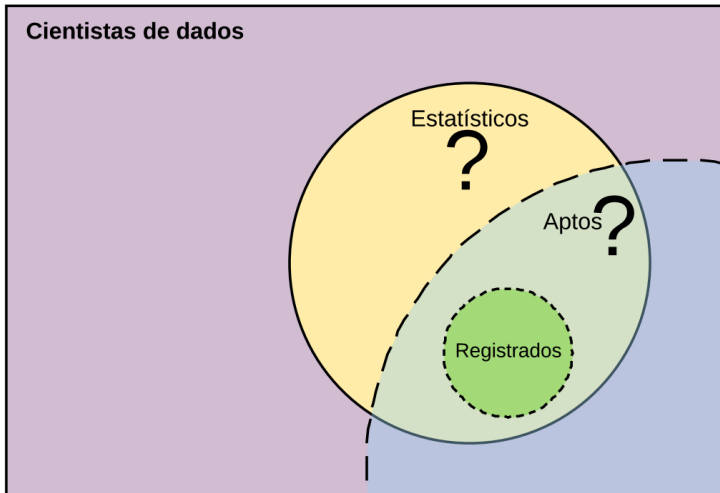 Cientistas de dados
Estatísticos
?
Aptos?
Registrados